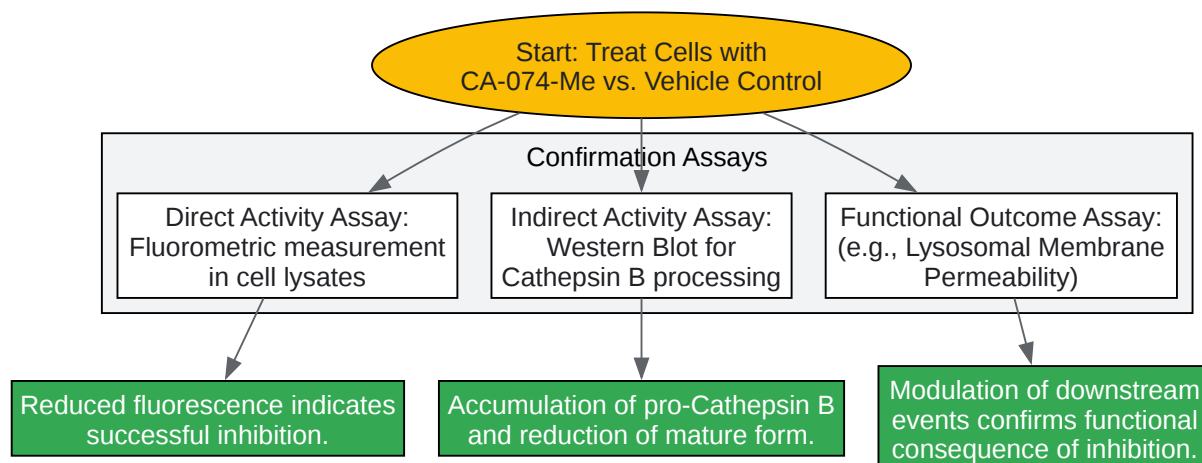 Start: Treat Cells with
CA-074-Me vs. Vehicle Control
Confirmation Assays
Direct Activity Assay:
Fluorometric measurement
in cell lysates
Indirect Activity Assay:
Western Blot for
Cathepsin B processing
Functional Outcome Assay:
(e.g., Lysosomal Membrane
Permeability)
Reduced fluorescence indicates
successful inhibition.
Accumulation of pro-Cathepsin B
and reduction of mature form.
Modulation of downstream
events confirms functional
consequence of inhibition.